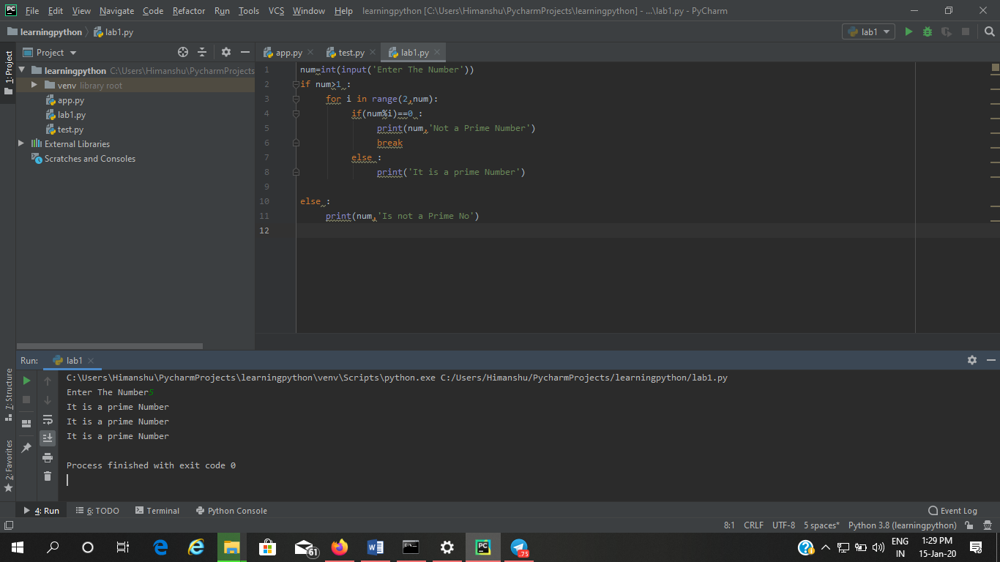 File Edit View Navigate Code Refactor Run Tools VCS Window Help learningpython [C:\Users\Himanshu\PycharmProjects\learningpython] - ...\lab1.py - PyCharm
learningpython lab1.py lab1
1: Project
Project
app.py test.py lab1.py
learningpython C:\Users\Himanshu\PycharmProjects
venv library root
app.py
lab1.py
test.py
External Libraries
Scratches and Consoles
1 num=int(input('Enter The Number'))
2 if num>1 :
3 for i in range(2,num):
4 if(num%i)==0 :
5 print(num,'Not a Prime Number')
6 break
7 else :
8 print('It is a prime Number')
9
10 else :
11 print(num,'Is not a Prime No')
12
Run: lab1
7: Structure
2: Favorites
C:\Users\Himanshu\PycharmProjects\learningpython\venv\Scripts\python.exe C:/Users/Himanshu/PycharmProjects/learningpython/lab1.py
Enter The Number5
It is a prime Number
It is a prime Number
It is a prime Number
Process finished with exit code 0
4: Run 6: TODO Terminal Python Console Event Log
8:1 CRLF UTF-8 5 spaces* Python 3.8 (learningpython)
61 PC .75
ENG 1:29 PM
IN 15-Jan-20